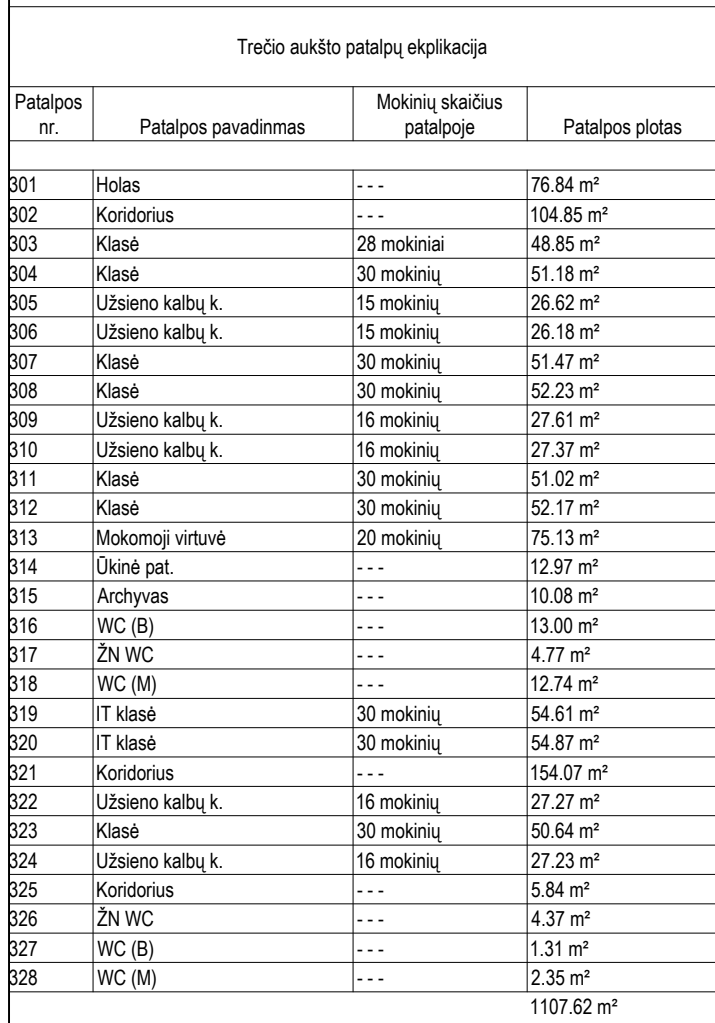 Trečio aukšto patalpų ekplikacija
Patalpos nr. Patalpos pavadinmas Mokinių skaičius patalpoje Patalpos plotas
301 Holas - - - 76.84 m²
302 Koridorius - - - 104.85 m²
303 Klasė 28 mokiniai 48.85 m²
304 Klasė 30 mokinių 51.18 m²
305 Užsieno kalbų k. 15 mokinių 26.62 m²
306 Užsieno kalbų k. 15 mokinių 26.18 m²
307 Klasė 30 mokinių 51.47 m²
308 Klasė 30 mokinių 52.23 m²
309 Užsieno kalbų k. 16 mokinių 27.61 m²
310 Užsieno kalbų k. 16 mokinių 27.37 m²
311 Klasė 30 mokinių 51.02 m²
312 Klasė 30 mokinių 52.17 m²
313 Mokomoji virtuvė 20 mokinių 75.13 m²
314 Ūkinė pat. - - - 12.97 m²
315 Archyvas - - - 10.08 m²
316 WC (B) - - - 13.00 m²
317 ŽN WC - - - 4.77 m²
318 WC (M) - - - 12.74 m²
319 IT klasė 30 mokinių 54.61 m²
320 IT klasė 30 mokinių 54.87 m²
321 Koridorius - - - 154.07 m²
322 Užsieno kalbų k. 16 mokinių 27.27 m²
323 Klasė 30 mokinių 50.64 m²
324 Užsieno kalbų k. 16 mokinių 27.23 m²
325 Koridorius - - - 5.84 m²
326 ŽN WC - - - 4.37 m²
327 WC (B) - - - 1.31 m²
328 WC (M) - - - 2.35 m²
1107.62 m²